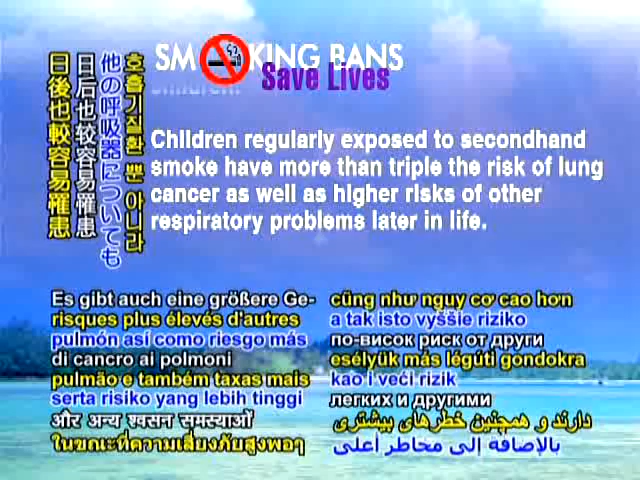 SMOKING BANS
Save Lives
Children regularly exposed to secondhand
smoke have more than triple the risk of lung
cancer as well as higher risks of other
respiratory problems later in life.
日後也較容易罹患
日后也较容易罹患
他の呼吸器についても
호흡기질환 뿐 아니라
Es gibt auch eine größere Ge-
risques plus élevés d'autres
pulmón así como riesgo más
di cancro ai polmoni
pulmão e também taxas mais
serta risiko yang lebih tinggi
और अन्य श्वसन समस्याओं
ในขณะที่ความเสี่ยงภัยสูงพอๆ
cũng như nguy cơ cao hơn
a tak isto vyššie riziko
по-висок риск от други
esélyük más légúti gondokra
kao i veći rizik
легких и другими
دارند و همچنین خطرهای بیشتری
بالإضافة إلى مخاطر أعلى